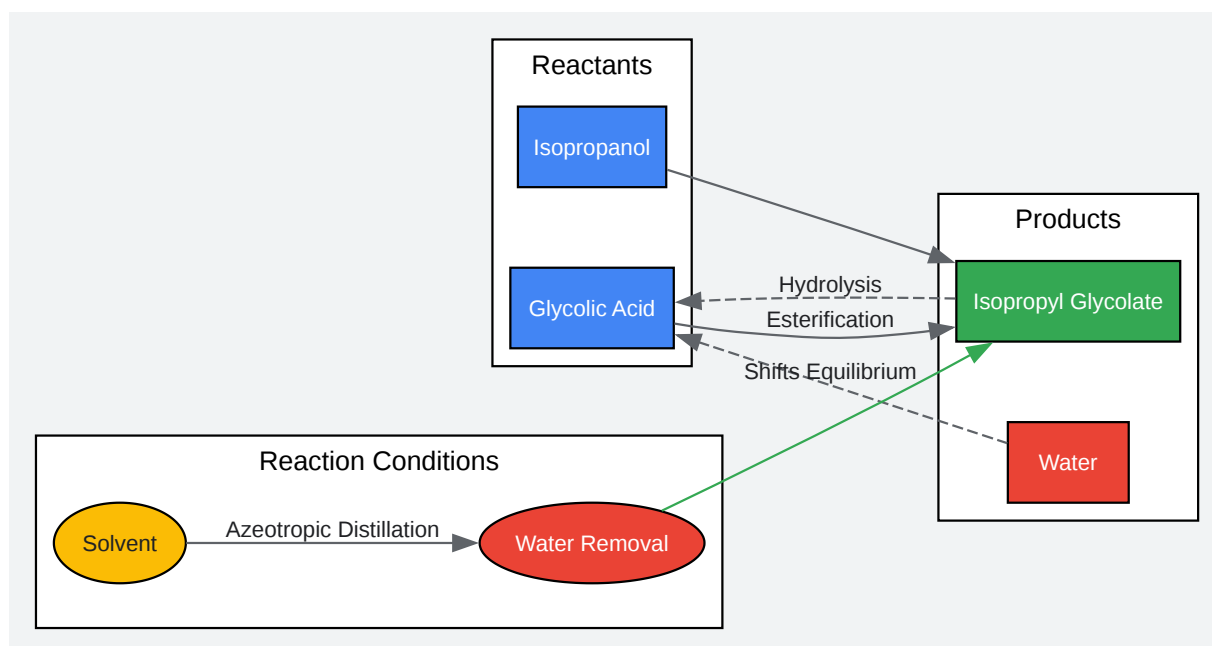 Reactants
Isopropanol
Glycolic Acid
Hydrolysis
Esterification
Shifts Equilibrium
Products
Isopropyl Glycolate
Water
Reaction Conditions
Solvent
Azeotropic Distillation
Water Removal